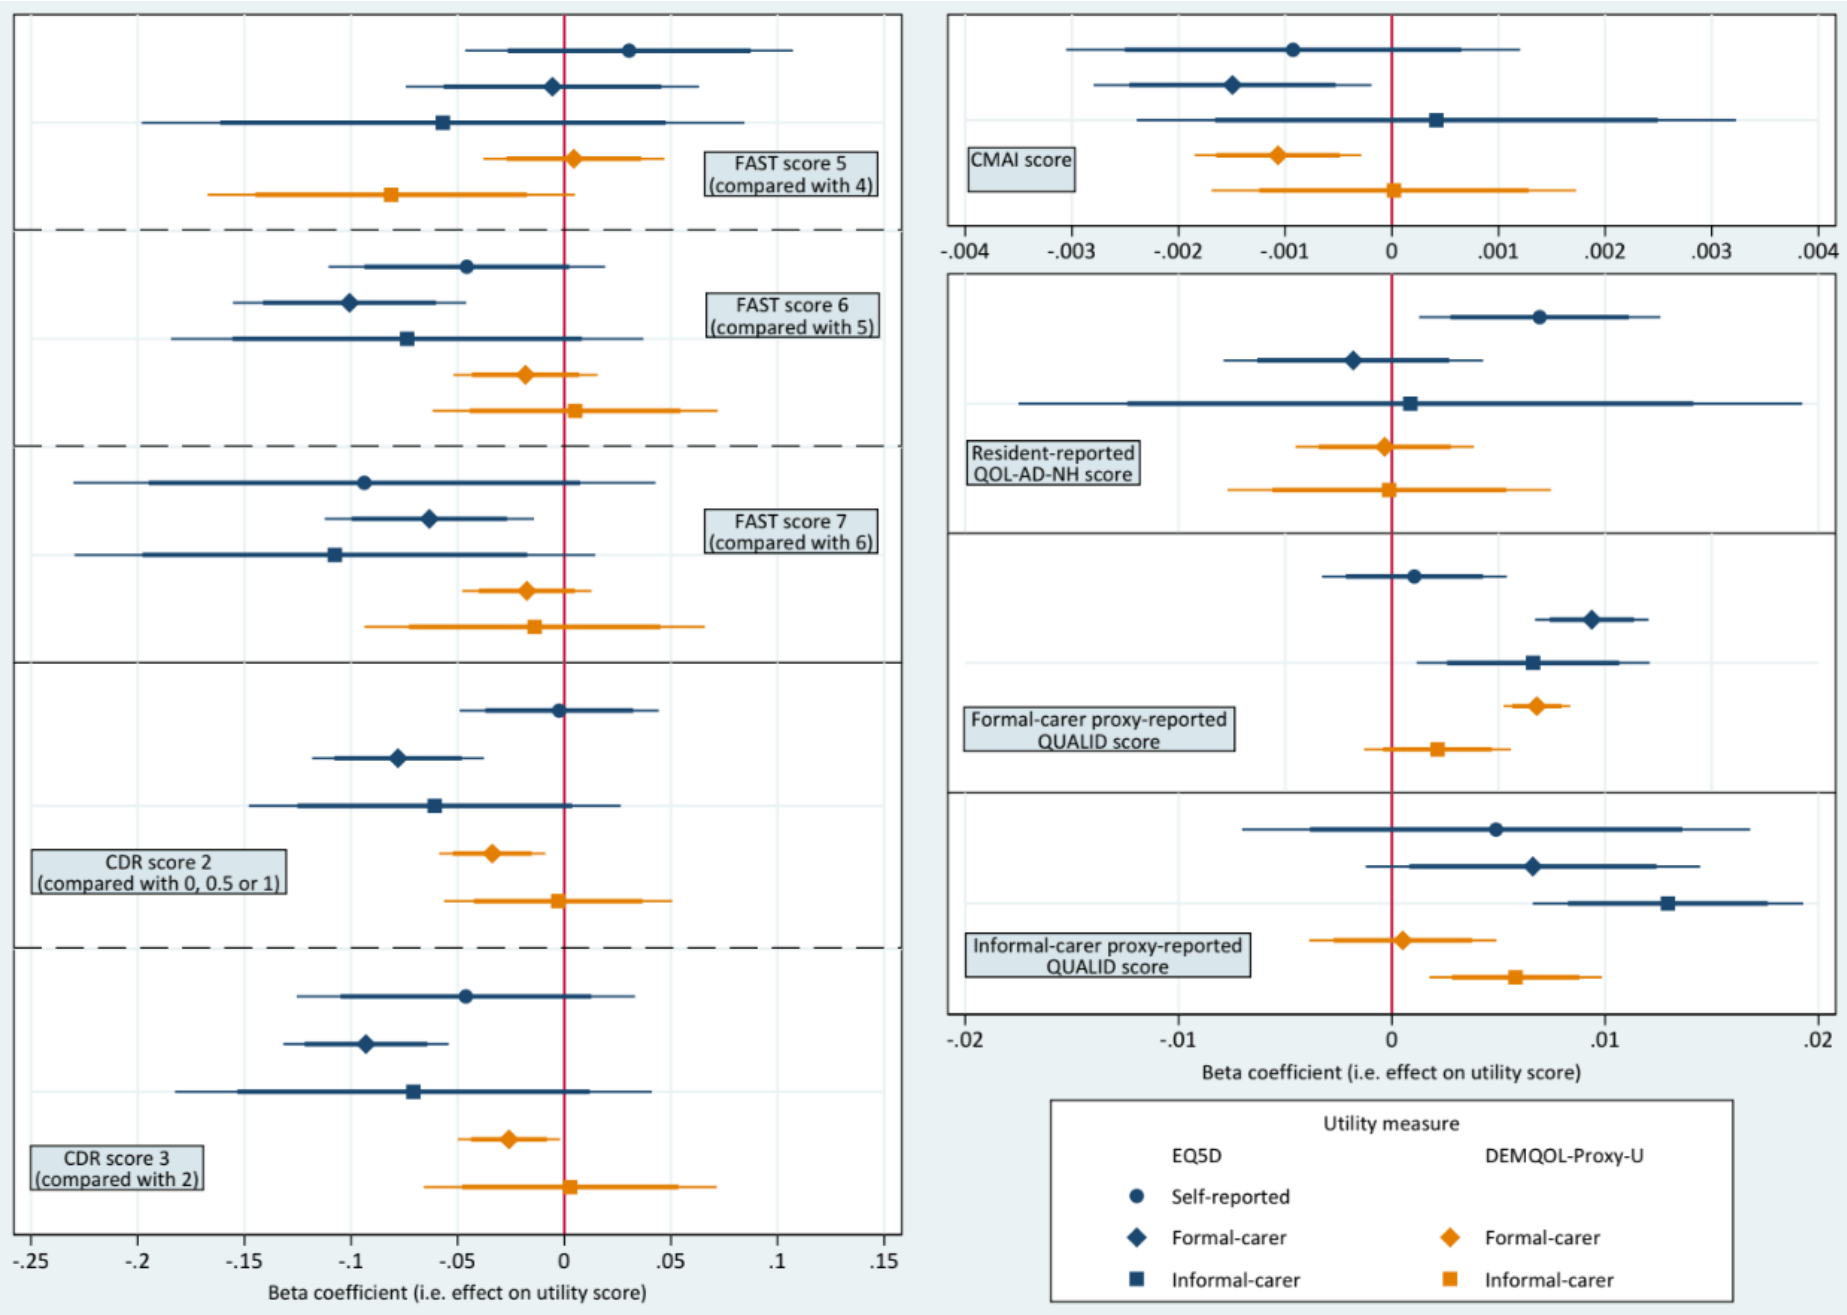 FAST score 5
(compared with 4)
FAST score 6
(compared with 5)
FAST score 7
(compared with 6)
CDR score 2
(compared with 0, 0.5 or 1)
CDR score 3
(compared with 2)
-.25 -.2 -.15 -.1 -.05 0 .05 .1 .15
Beta coefficient (i.e. effect on utility score)
CMAI score
-.004 -.003 -.002 -.001 0 .001 .002 .003 .004
Resident-reported
QOL-AD-NH score
Formal-carer proxy-reported
QUALID score
Informal-carer proxy-reported
QUALID score
-.02 -.01 0 .01 .02
Beta coefficient (i.e. effect on utility score)
Utility measure
EQ5D DEMQOL-Proxy-U
Self-reported
Formal-carer Formal-carer
Informal-carer Informal-carer